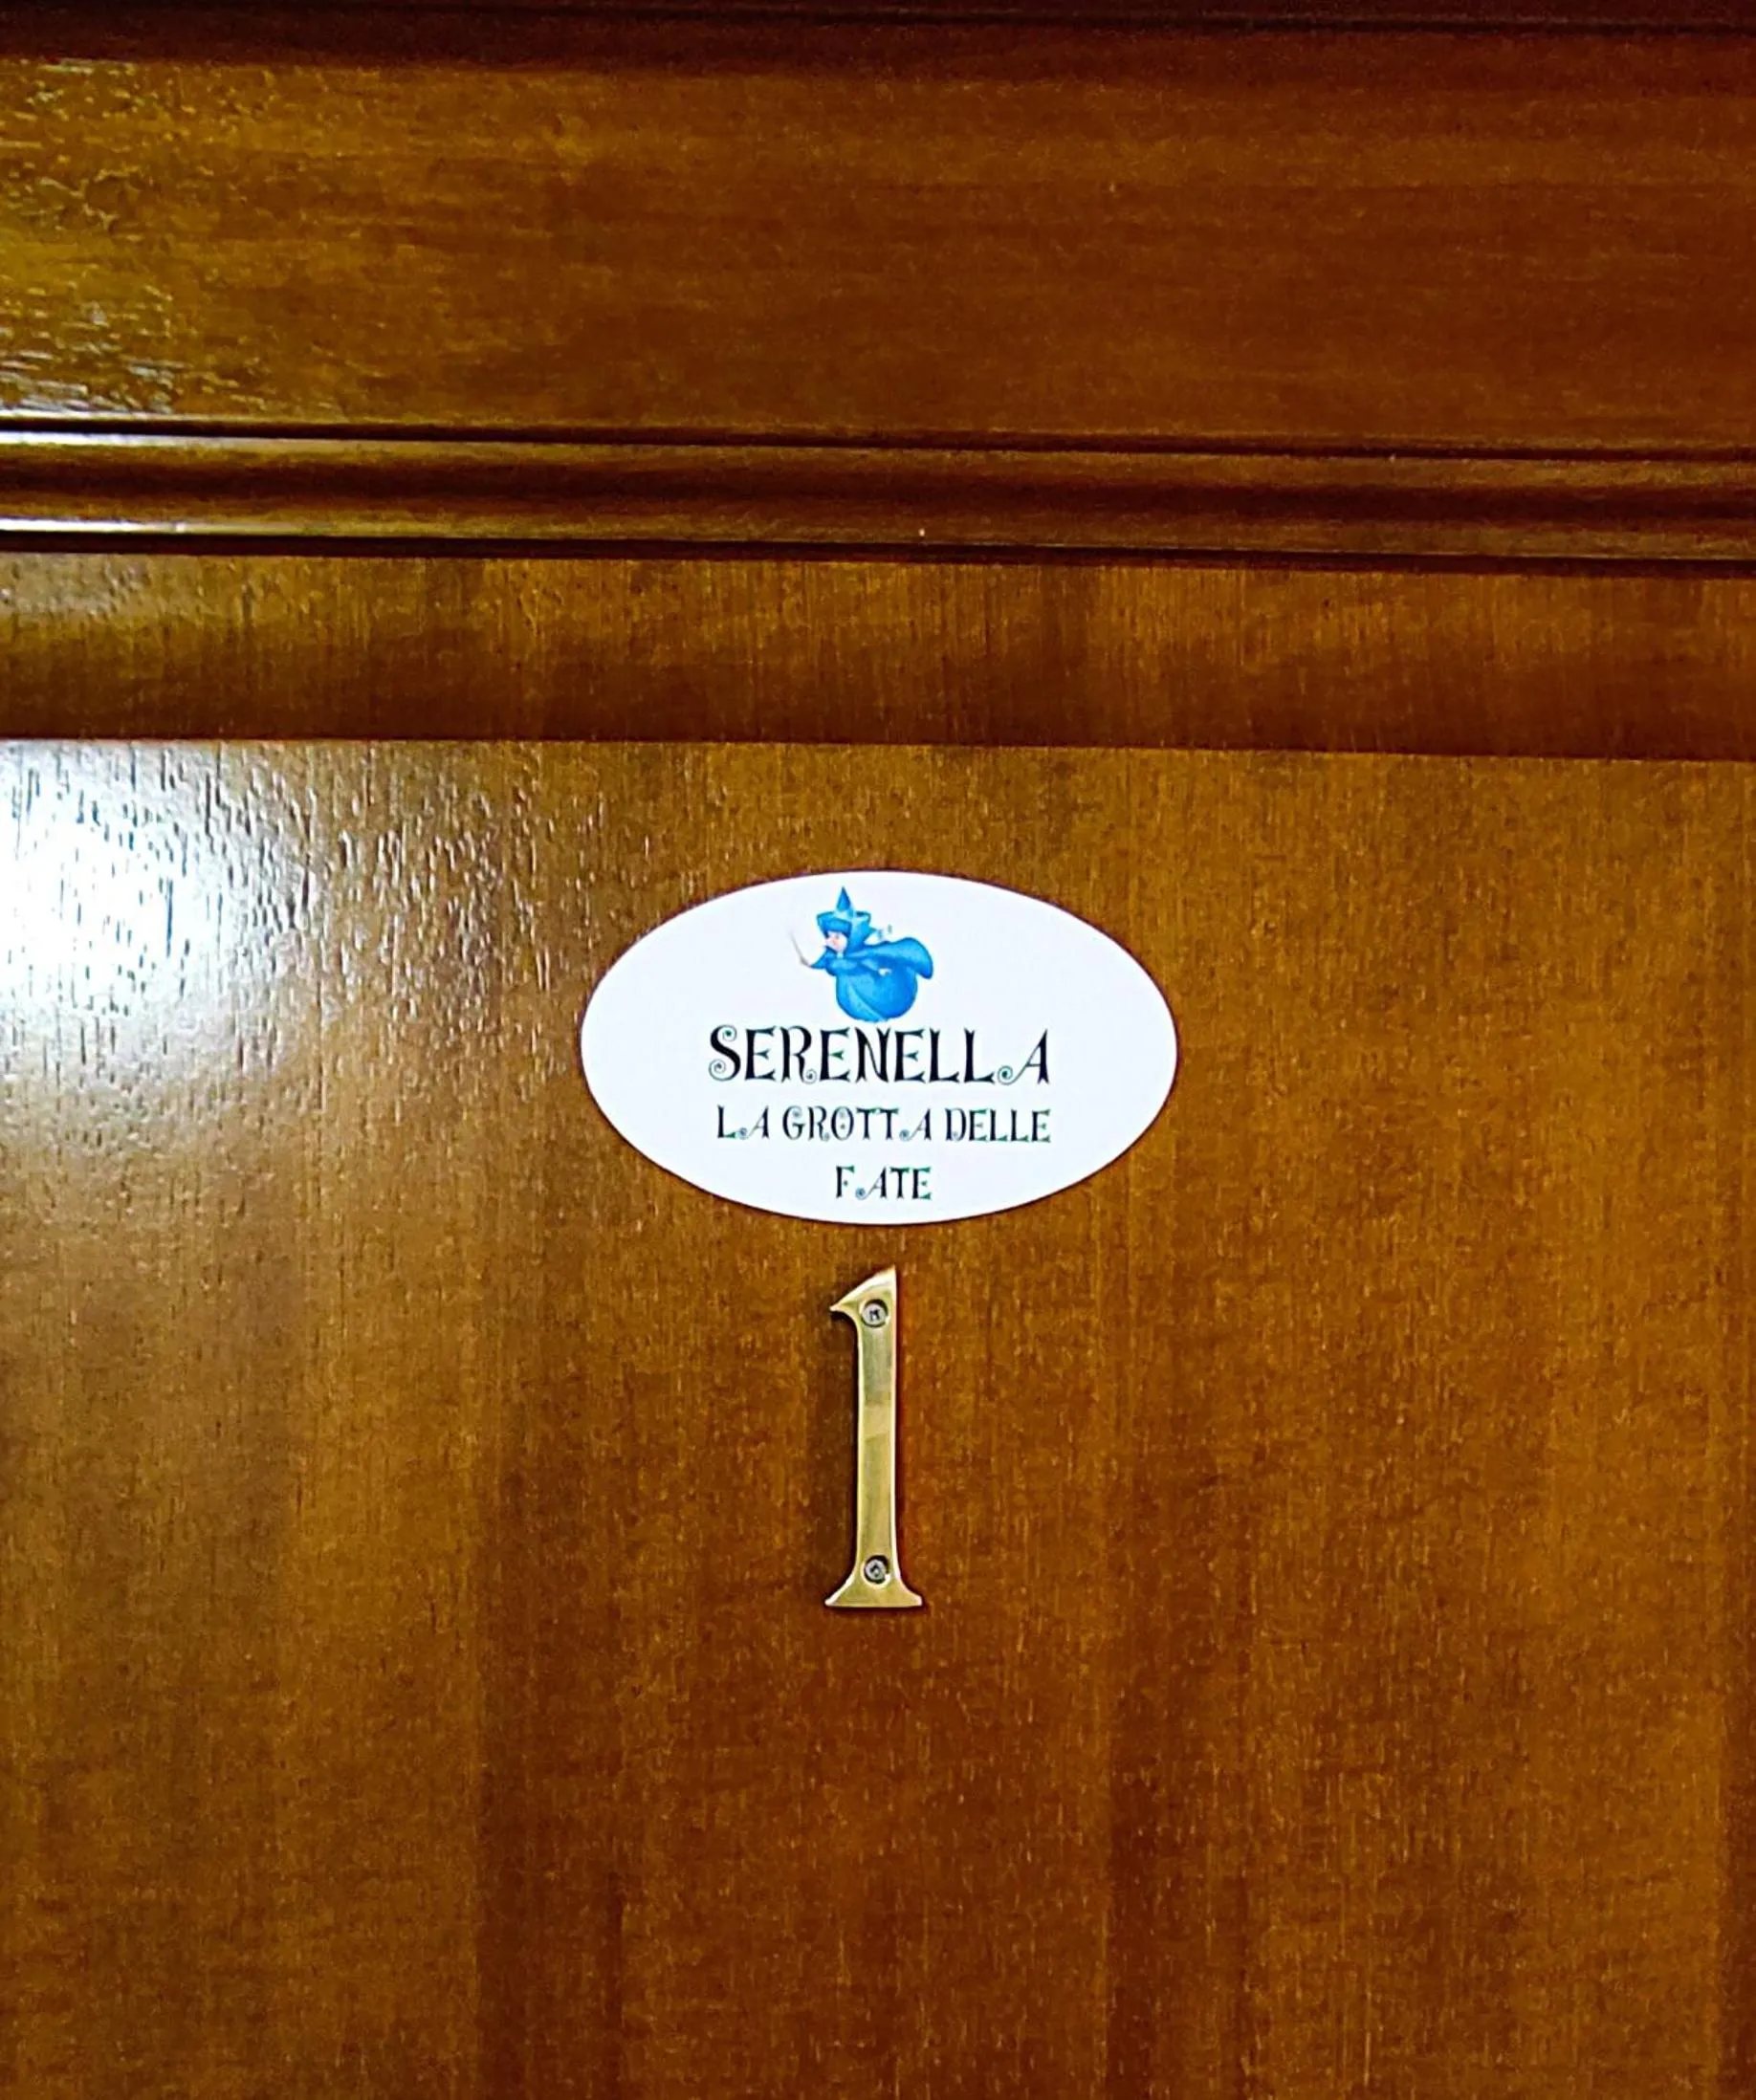 SERENELLA
LA GROTTA DELLE
FATE
1